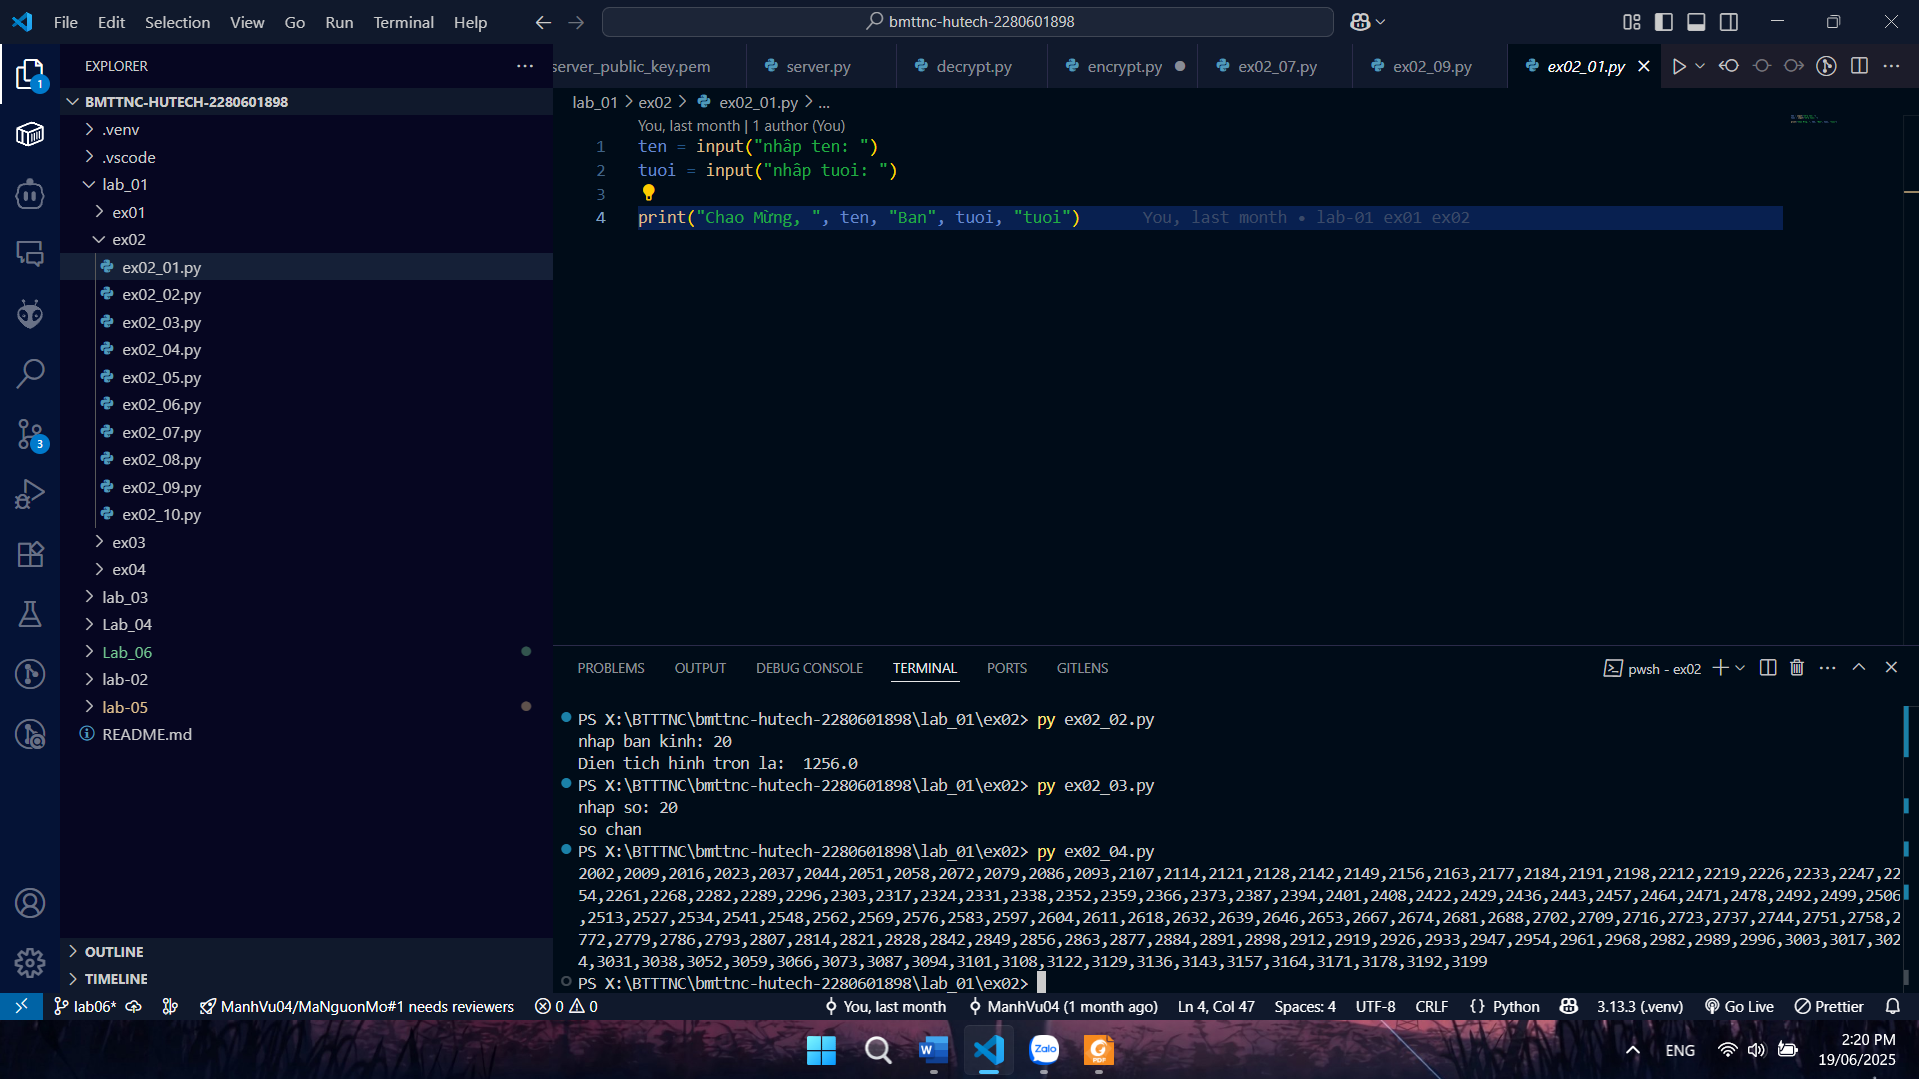 File Edit Selection View Go Run Terminal Help
bmttnc-hutech-2280601898
EXPLORER
server_public_key.pem
server.py
decrypt.py
encrypt.py
ex02_07.py
ex02_09.py
ex02_01.py
BMTTNC-HUTECH-2280601898
.venv
.vscode
lab_01
ex01
ex02
ex02_01.py
ex02_02.py
ex02_03.py
ex02_04.py
ex02_05.py
ex02_06.py
ex02_07.py
ex02_08.py
ex02_09.py
ex02_10.py
ex03
ex04
lab_03
Lab_04
Lab_06
lab-02
lab-05
README.md
OUTLINE
TIMELINE
1
3
lab_01 > ex02 > ex02_01.py > ...
You, last month | 1 author (You)
1 ten = input("nhâp ten: ")
2 tuoi = input("nhâp tuoi: ")
3
4 print("Chao Mừng, ", ten, "Ban", tuoi, "tuoi") You, last month • lab-01 ex01 ex02
PROBLEMS OUTPUT DEBUG CONSOLE TERMINAL PORTS GITLENS
pwsh - ex02
PS X:\BTTTNC\bmttnc-hutech-2280601898\lab_01\ex02> py ex02_02.py
nhap ban kinh: 20
Dien tich hinh tron la:  1256.0
PS X:\BTTTNC\bmttnc-hutech-2280601898\lab_01\ex02> py ex02_03.py
nhap so: 20
so chan
PS X:\BTTTNC\bmttnc-hutech-2280601898\lab_01\ex02> py ex02_04.py
2002,2009,2016,2023,2037,2044,2051,2058,2072,2079,2086,2093,2107,2114,2121,2128,2142,2149,2156,2163,2177,2184,2191,2198,2212,2219,2226,2233,2247,22
54,2261,2268,2282,2289,2296,2303,2317,2324,2331,2338,2352,2359,2366,2373,2387,2394,2401,2408,2422,2429,2436,2443,2457,2464,2471,2478,2492,2499,2506
,2513,2527,2534,2541,2548,2562,2569,2576,2583,2597,2604,2611,2618,2632,2639,2646,2653,2667,2674,2681,2688,2702,2709,2716,2723,2737,2744,2751,2758,2
772,2779,2786,2793,2807,2814,2821,2828,2842,2849,2856,2863,2877,2884,2891,2898,2912,2919,2926,2933,2947,2954,2961,2968,2982,2989,2996,3003,3017,302
4,3031,3038,3052,3059,3066,3073,3087,3094,3101,3108,3122,3129,3136,3143,3157,3164,3171,3178,3192,3199
PS X:\BTTTNC\bmttnc-hutech-2280601898\lab_01\ex02>
lab06* ManhVu04/MaNguonMo#1 needs reviewers 0 0 You, last month ManhVu04 (1 month ago) Ln 4, Col 47 Spaces: 4 UTF-8 CRLF {} Python 3.13.3 (.venv) Go Live Prettier
W Zalo PDF
ENG
2:20 PM
19/06/2025